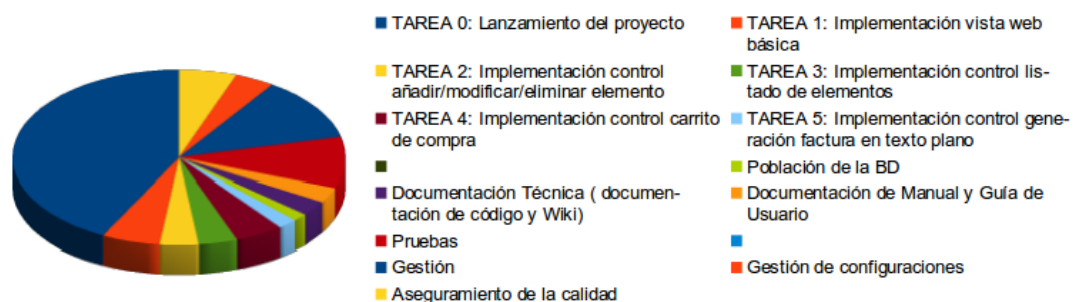 TAREA 0: Lanzamiento del proyecto
TAREA 1: Implementación vista web
básica
TAREA 2: Implementación control
añadir/modificar/eliminar elemento
TAREA 3: Implementación control lis-
tado de elementos
TAREA 4: Implementación control carrito
de compra
TAREA 5: Implementación control gene-
ración factura en texto plano
Población de la BD
Documentación Técnica ( documen-
tación de código y Wiki)
Documentación de Manual y Guía de
Usuario
Pruebas
Gestión
Gestión de configuraciones
Aseguramiento de la calidad